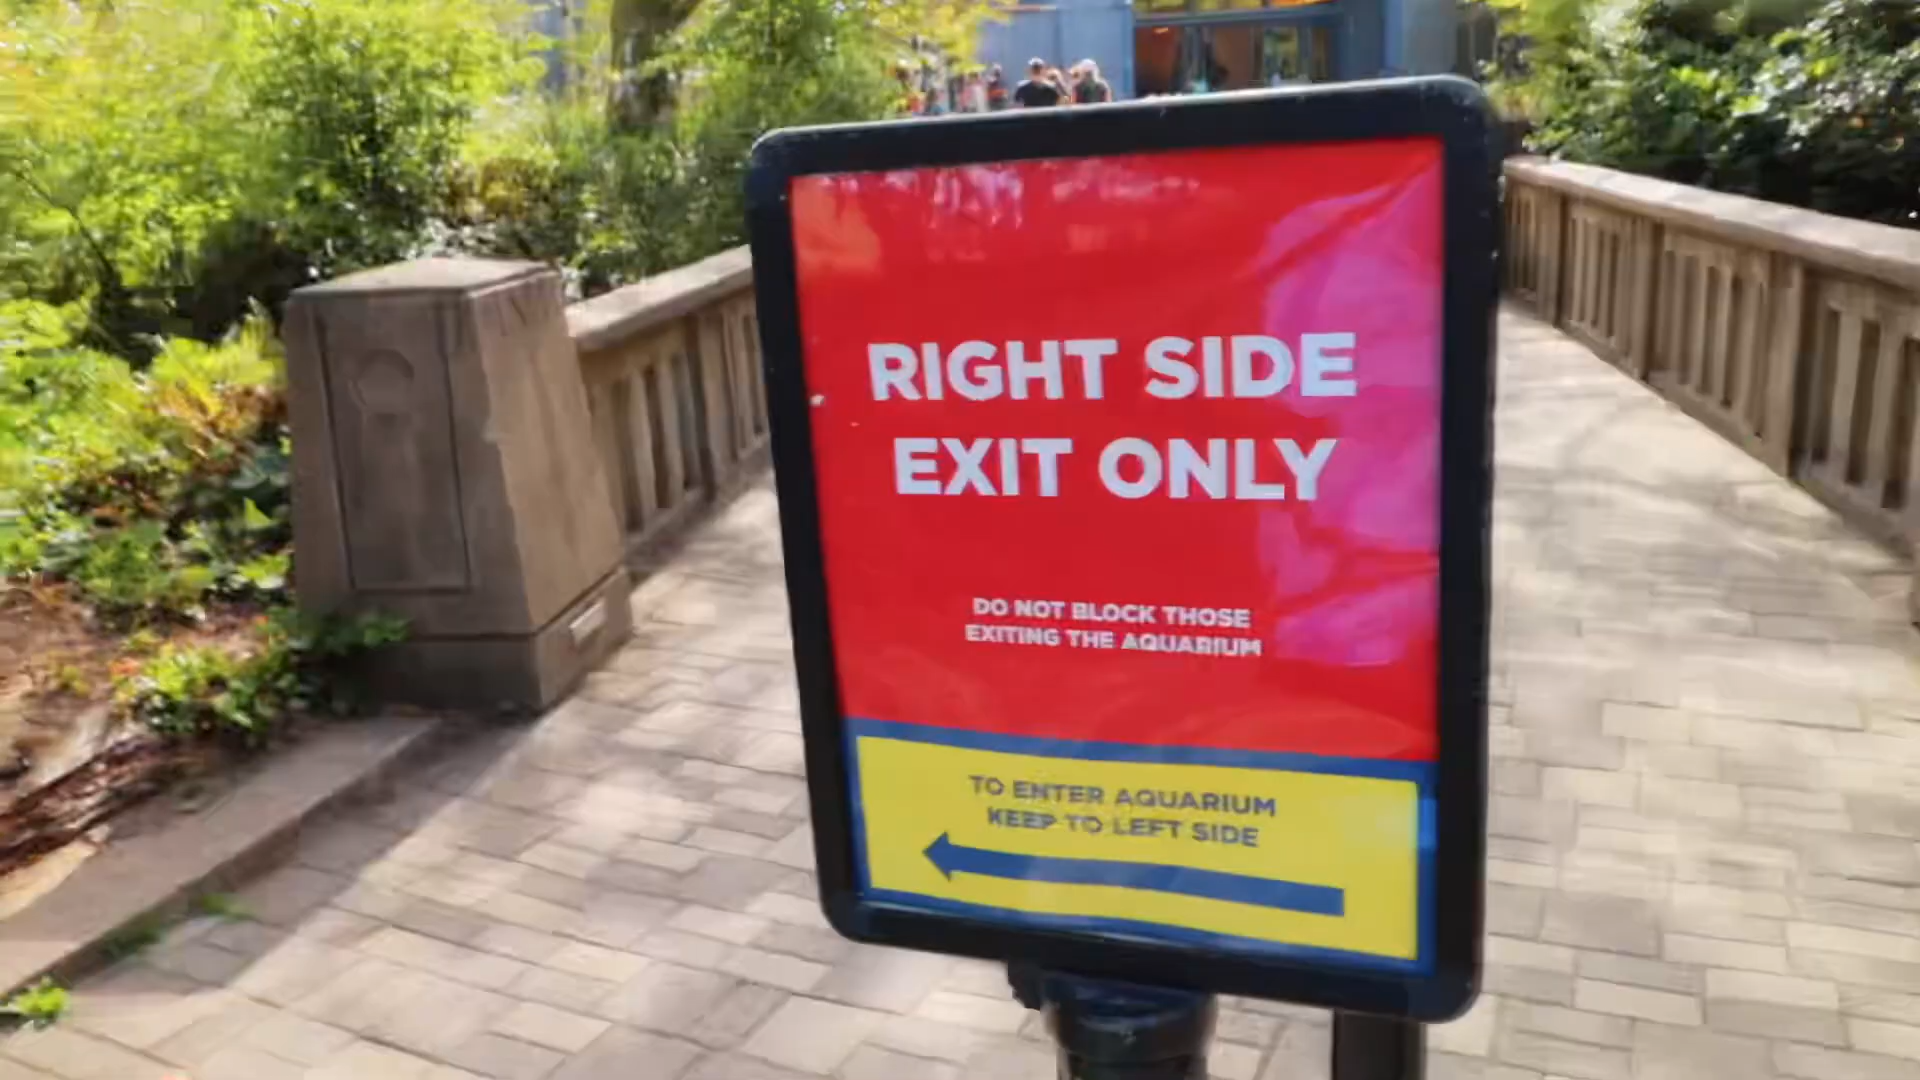 RIGHT SIDE
EXIT ONLY
DO NOT BLOCK THOSE
EXITING THE AQUARIUM
TO ENTER AQUARIUM
KEEP TO LEFT SIDE